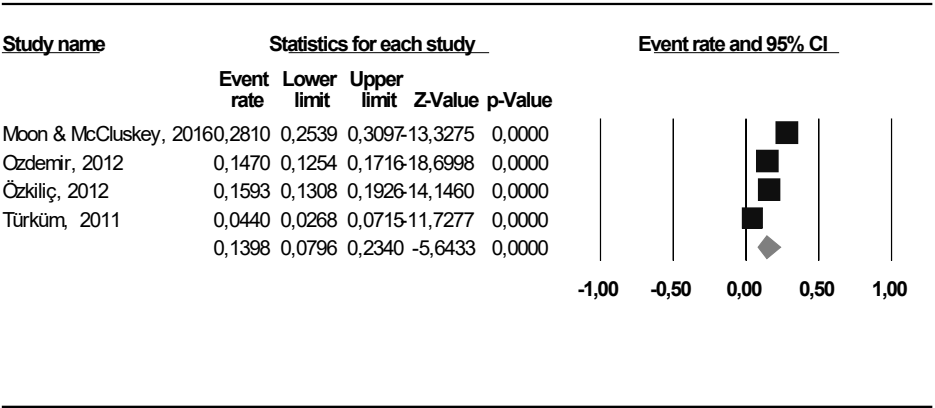 Study name Statistics for each study Event rate and 95% CI
Event Lower Upper
rate limit limit Z-Value p-Value
Moon & McCluskey, 2016 0,2810 0,2539 0,3097 -13,3275 0,0000
Ozdemir, 2012 0,1470 0,1254 0,1716 -18,6998 0,0000
Özkiliç, 2012 0,1593 0,1308 0,1926 -14,1460 0,0000
Türküm, 2011 0,0440 0,0268 0,0715 -11,7277 0,0000
0,1398 0,0796 0,2340 -5,6433 0,0000
-1,00 -0,50 0,00 0,50 1,00